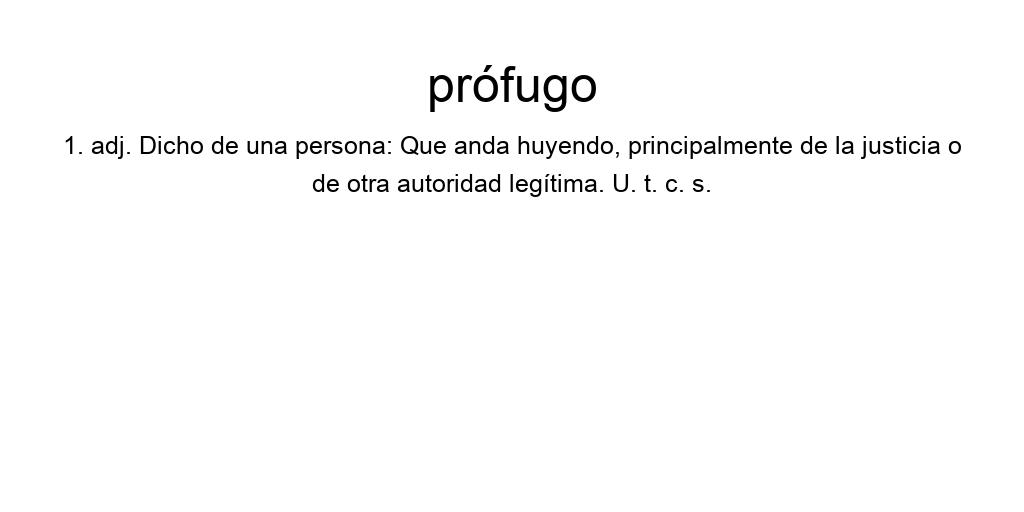 prófugo
1. adj. Dicho de una persona: Que anda huyendo, principalmente de la justicia o
de otra autoridad legítima. U. t. c. s.